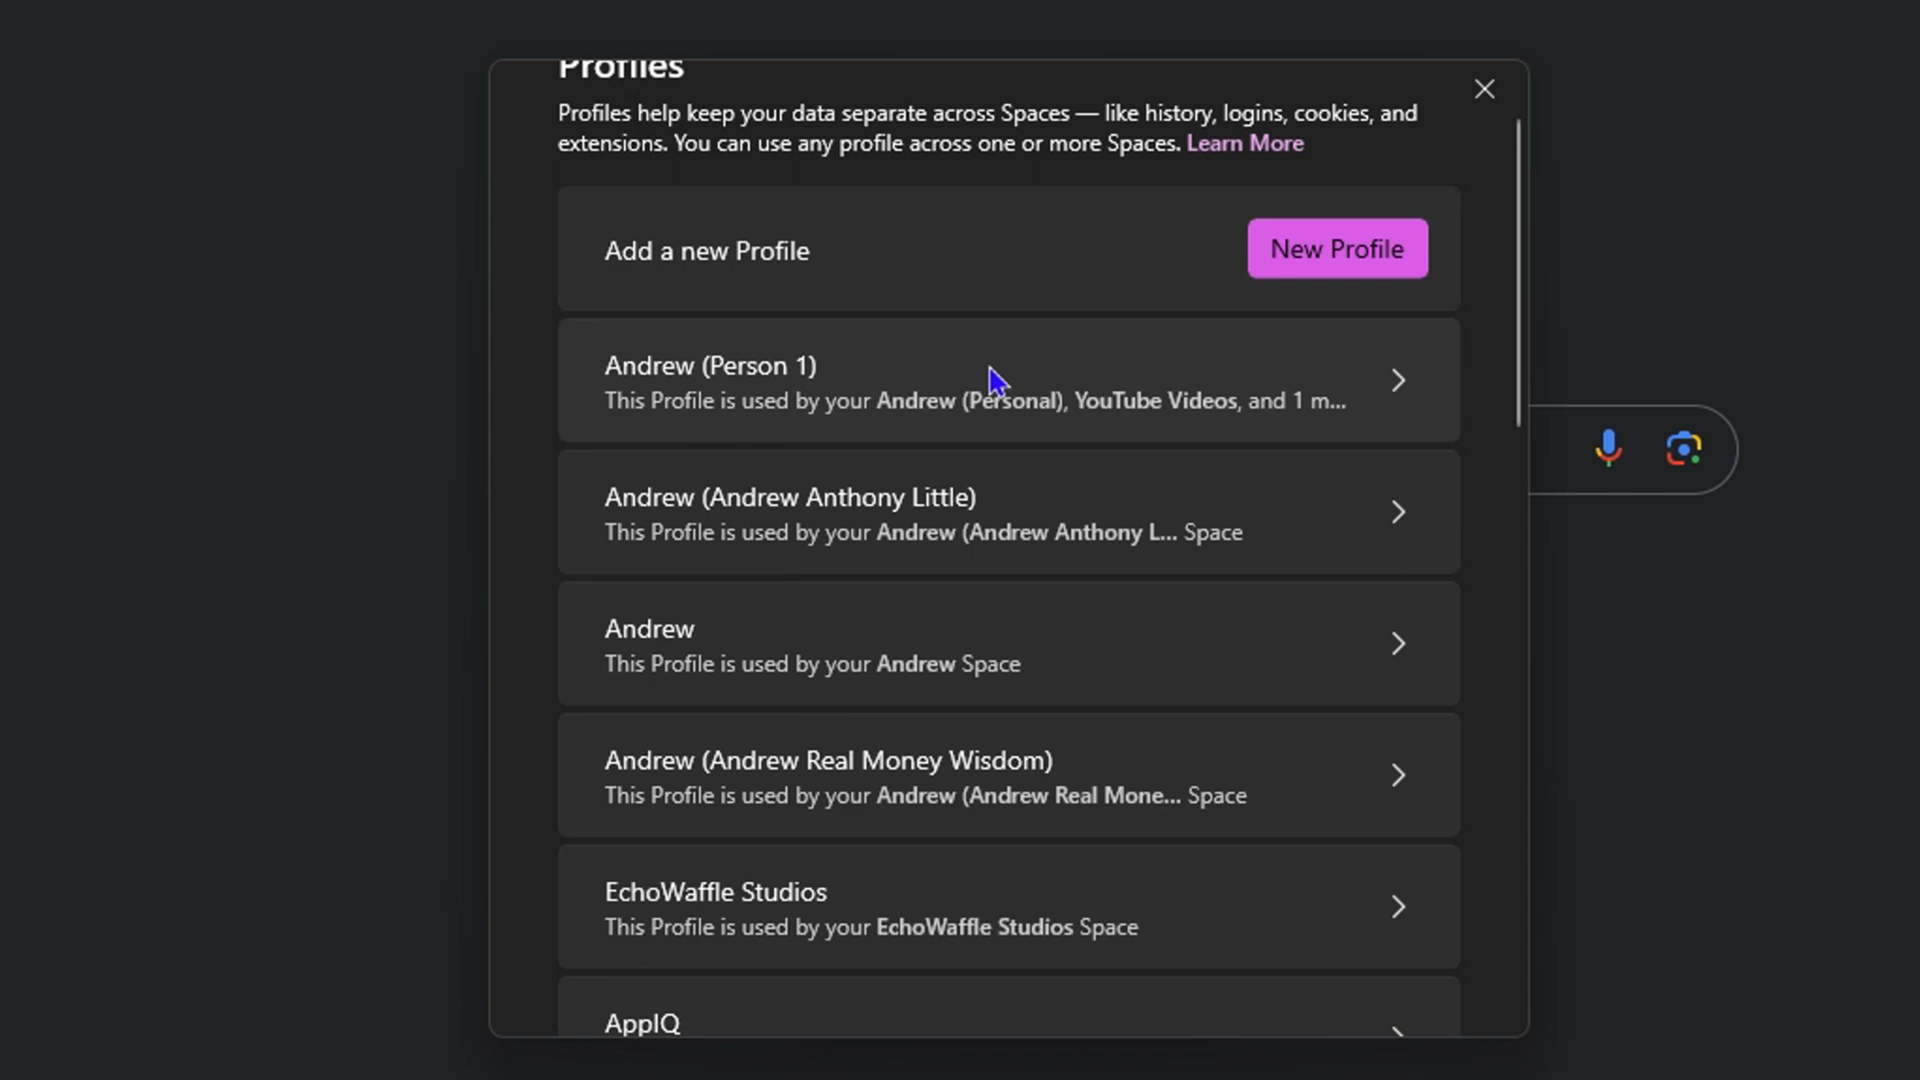 Profiles
Profiles help keep your data separate across Spaces — like history, logins, cookies, and
extensions. You can use any profile across one or more Spaces. Learn More
Add a new Profile
New Profile
Andrew (Person 1)
This Profile is used by your Andrew (Personal), YouTube Videos, and 1 m...
Andrew (Andrew Anthony Little)
This Profile is used by your Andrew (Andrew Anthony L... Space
Andrew
This Profile is used by your Andrew Space
Andrew (Andrew Real Money Wisdom)
This Profile is used by your Andrew (Andrew Real Mone... Space
EchoWaffle Studios
This Profile is used by your EchoWaffle Studios Space
AppIQ